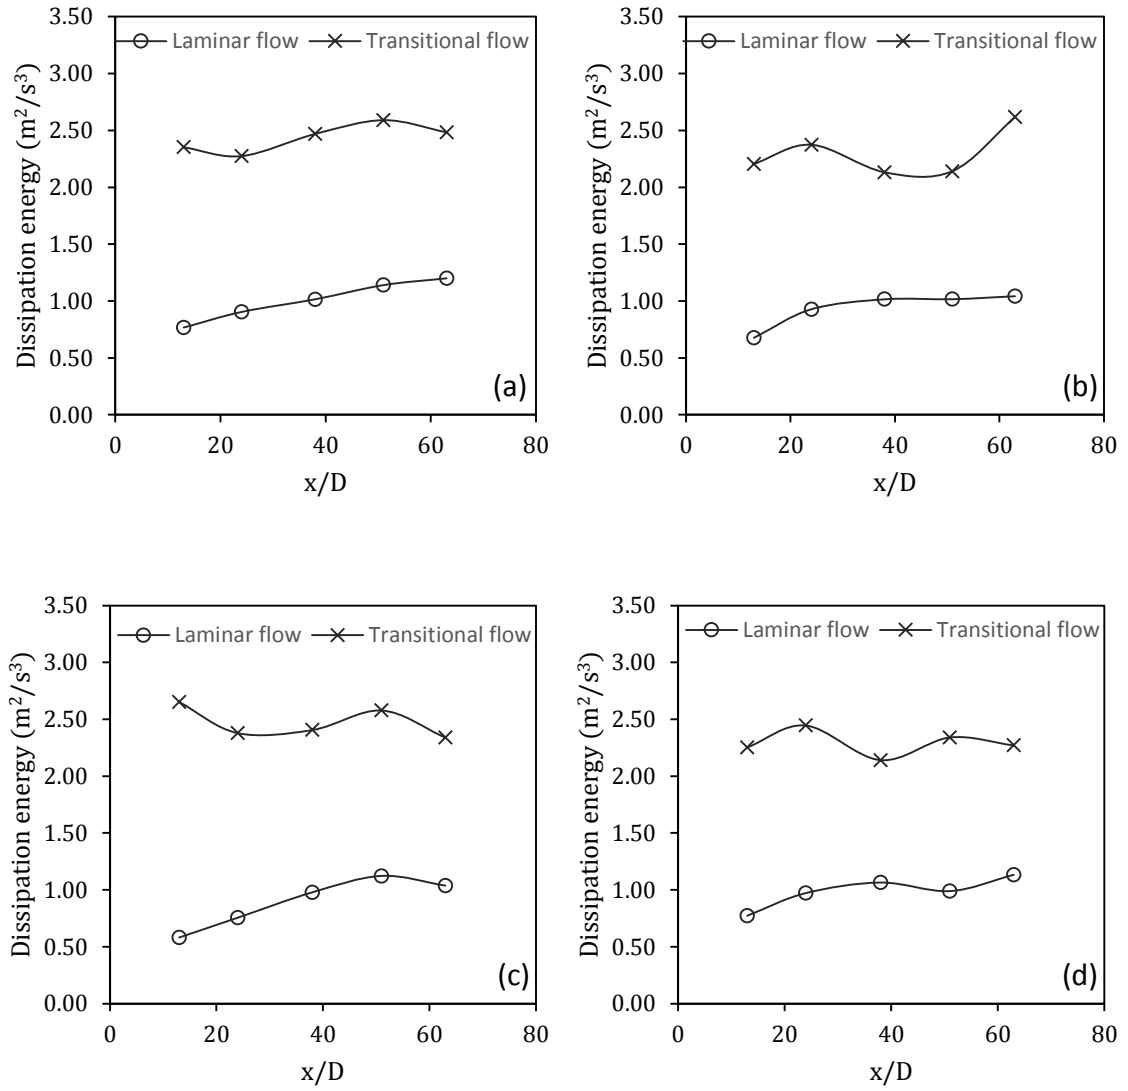 3.50
3.00
2.50
2.00
1.50
1.00
0.50
0.00
Dissipation energy (m²/s³)
Laminar flow
Transitional flow
(a)
0 20 40 60 80
x/D
3.50
3.00
2.50
2.00
1.50
1.00
0.50
0.00
Dissipation energy (m²/s³)
Laminar flow
Transitional flow
(b)
0 20 40 60 80
x/D
3.50
3.00
2.50
2.00
1.50
1.00
0.50
0.00
Dissipation energy (m²/s³)
Laminar flow
Transitional flow
(c)
0 20 40 60 80
x/D
3.50
3.00
2.50
2.00
1.50
1.00
0.50
0.00
Dissipation energy (m²/s³)
Laminar flow
Transitional flow
(d)
0 20 40 60 80
x/D